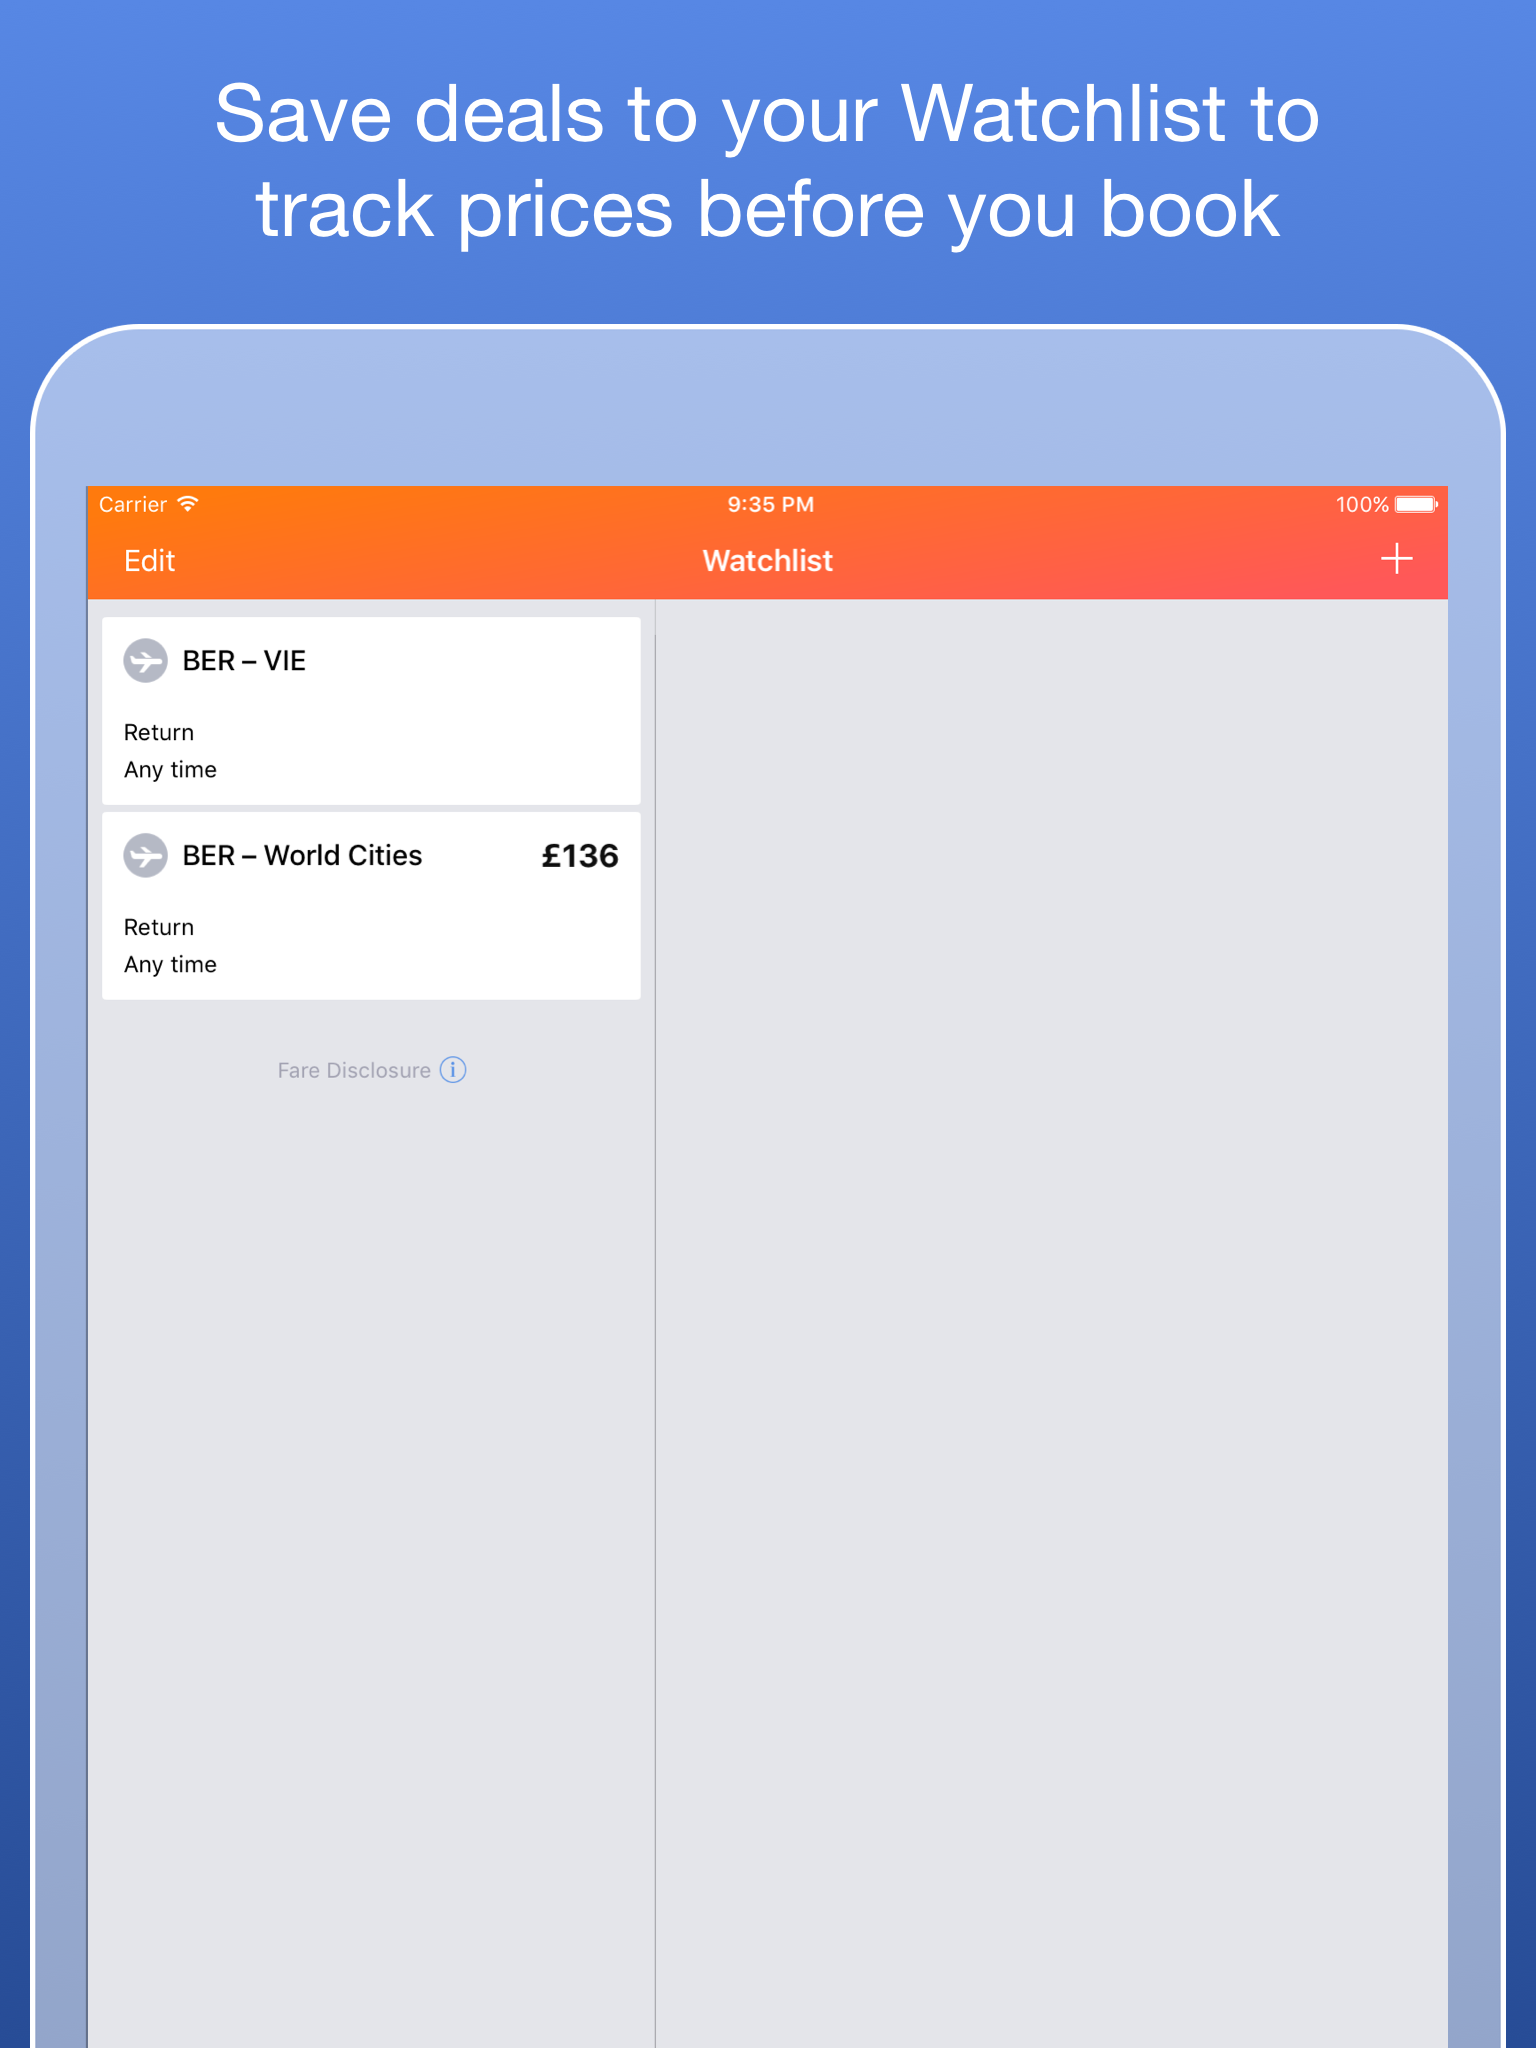 Save deals to your Watchlist to
track prices before you book
Carrier
9:35 PM
100%
Edit
Watchlist
BER – VIE
Return
Any time
BER – World Cities
£136
Return
Any time
Fare Disclosure